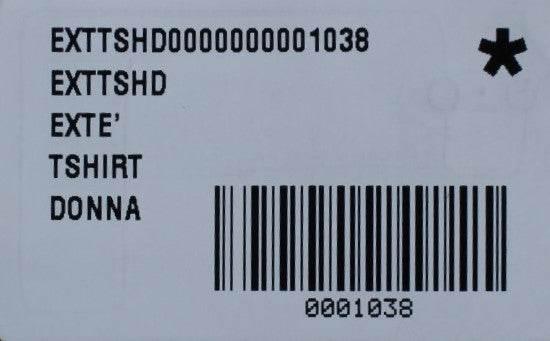 EXTTSHD0000000001038
*
EXTTSHD
EXTE'
TSHIRT
DONNA
0001038